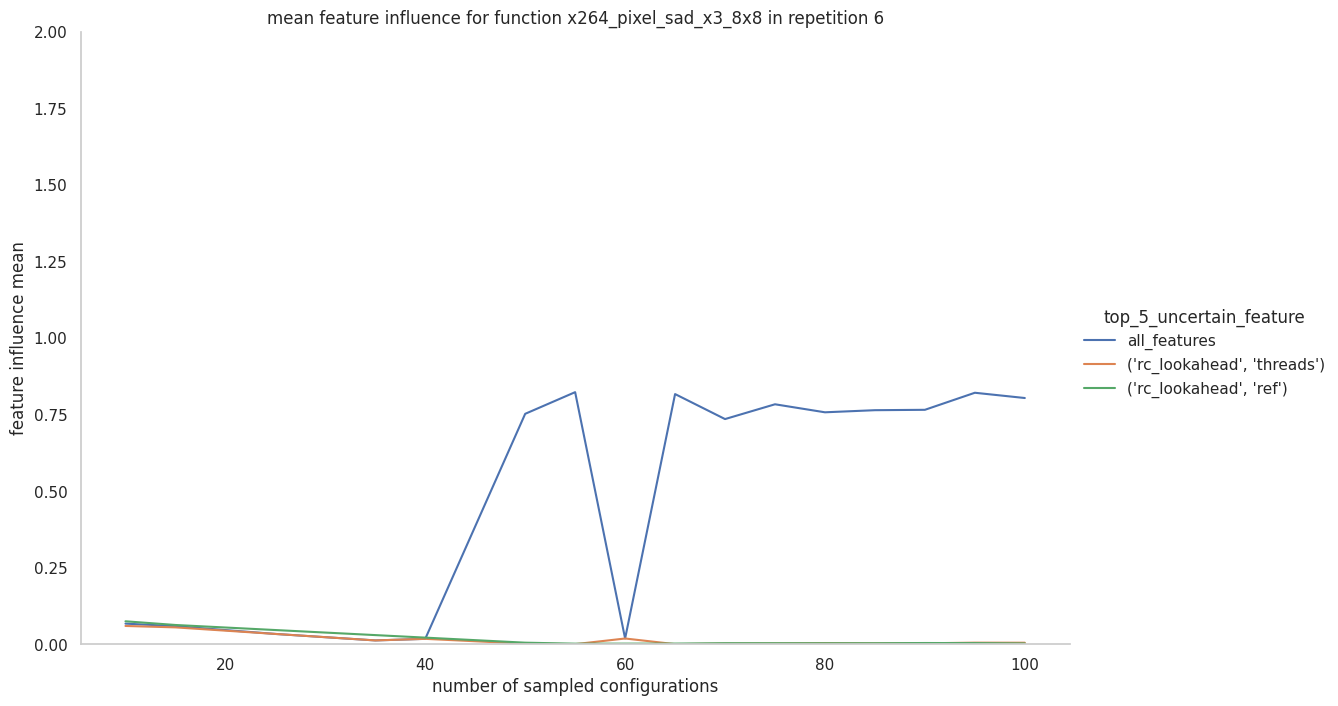 mean feature influence for function x264_pixel_sad_x3_8x8 in repetition 6
2.00
1.75
1.50
1.25
1.00
0.75
0.50
0.25
0.00
feature influence mean
20
40
60
80
100
number of sampled configurations
top_5_uncertain_feature
all_features
('rc_lookahead', 'threads')
('rc_lookahead', 'ref')